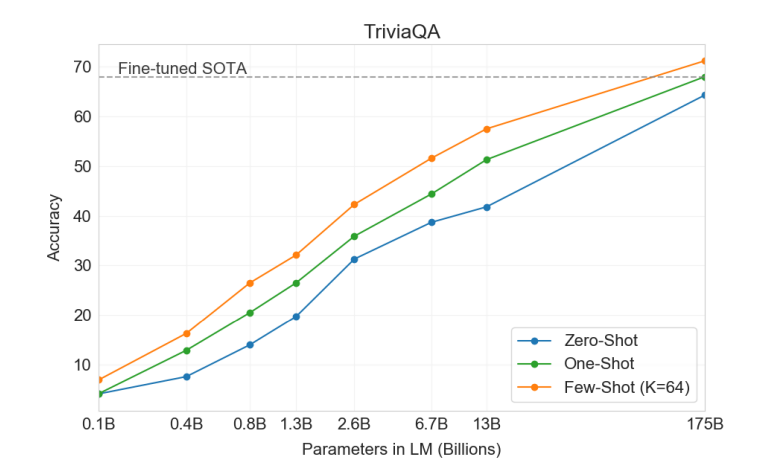 TriviaQA
70
Fine-tuned SOTA
60
50
40
30
20
10
Accuracy
Zero-Shot
One-Shot
Few-Shot (K=64)
0.1B 0.4B 0.8B 1.3B 2.6B 6.7B 13B 175B
Parameters in LM (Billions)